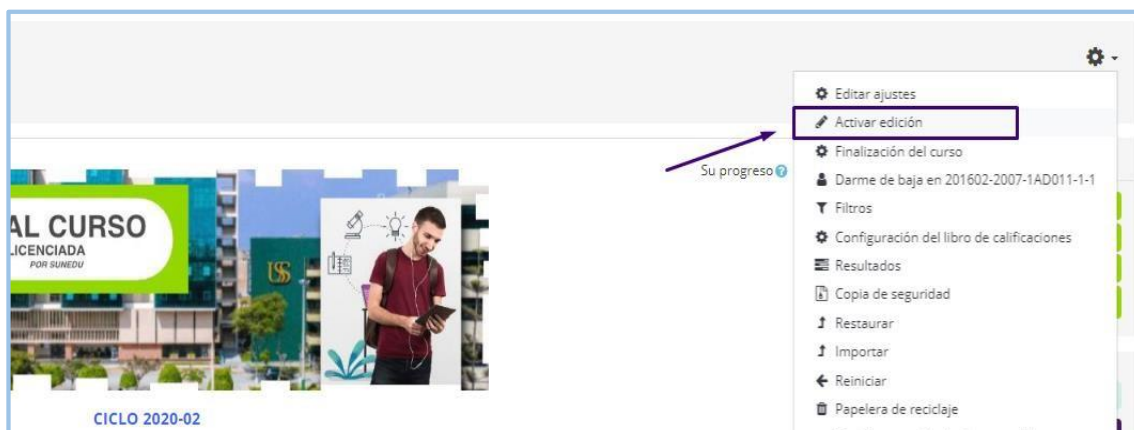 Editar ajustes
Activar edición
Finalización del curso
Su progreso
Darme de baja en 201602-2007-1AD011-1-1
Filtros
Configuración del libro de calificaciones
Resultados
Copia de seguridad
Restaurar
Importar
Reiniciar
Papelera de reciclaje
AL CURSO
LICENCIADA
POR SUNEDU
USS
CICLO 2020-02